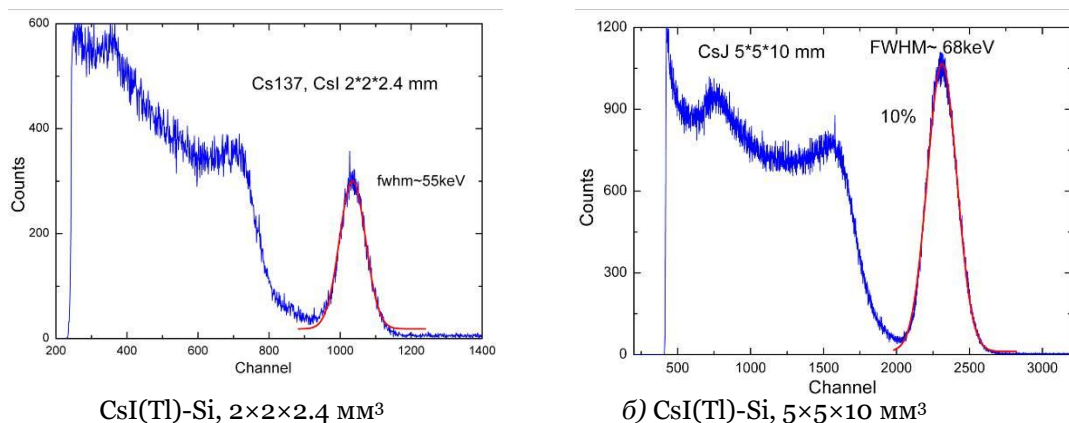 600
400
200
0
200 400 600 800 1000 1200 1400
Counts
Channel
Cs137, CsI 2*2*2.4 mm
fwhm~55keV
CsI(Tl)-Si, 2×2×2.4 мм³
1200
900
600
300
0
500 1000 1500 2000 2500 3000
Counts
Channel
CsJ 5*5*10 mm
FWHM~ 68keV
10%
б) CsI(Tl)-Si, 5×5×10 мм³